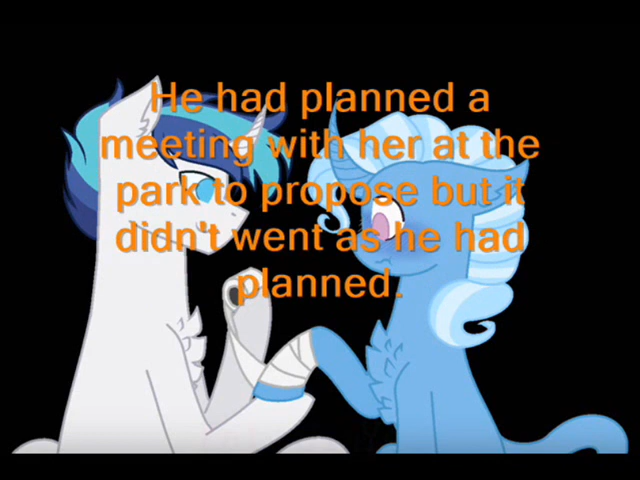 He had planned a
meeting with her at the
park to propose but it
didn't went as he had
planned.